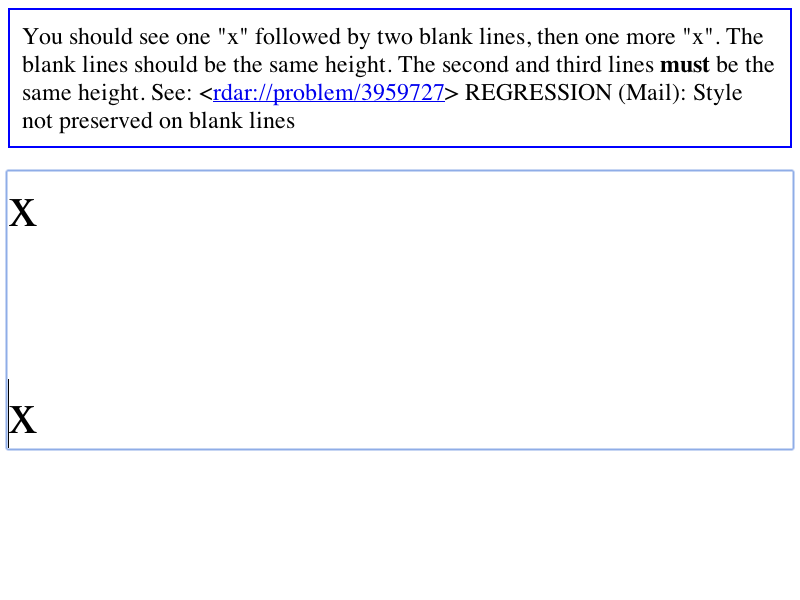 You should see one "x" followed by two blank lines, then one more "x". The
blank lines should be the same height. The second and third lines must be the
same height. See: <rdar://problem/3959727> REGRESSION (Mail): Style
not preserved on blank lines
x
x